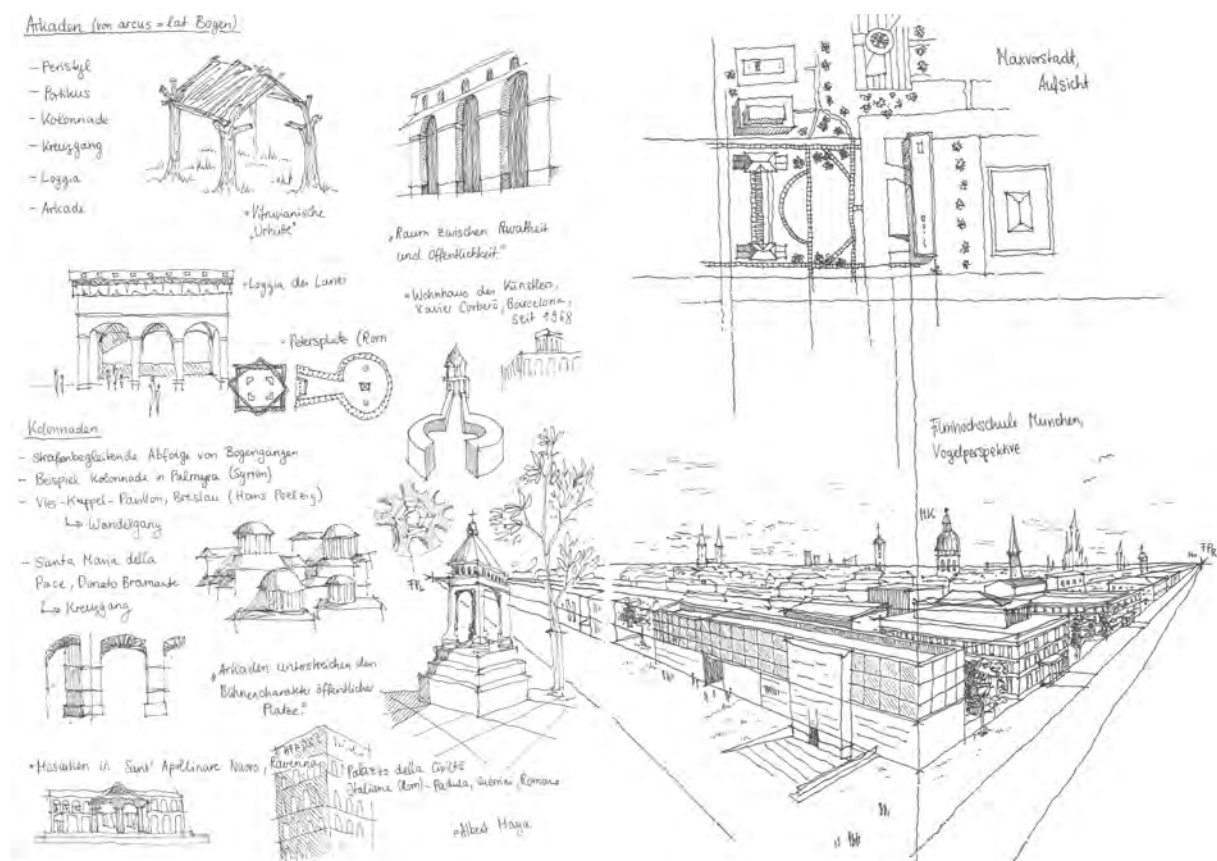 Arkaden (von arcus = lat Bogen)
- Peristyl
- Portikus
- Kolonnade
- Kreuzgang
- Loggia
- Arkade
• Vitruvianische
„Urhütte"
„Raum zwischen Privatheit
und Öffentlichkeit."
• Wohnhaus des Künstlers,
Xavier Corberó, Barcelona,
seit 1968
• Loggia dei Lanzi
• Petersplatz (Rom
Kolonnaden
- straßenbegleitende Abfolge von Bogengängen
- Beispiel Kolonnade in Palmyra (Syrien)
- Vier-Kuppel-Pavillon, Breslau (Hans Poelzig)
↳ Wandelgang
- Santa Maria della
Pace, Donato Bramante
↳ Kreuzgang
„Arkaden unterstreichen den
Bühnencharakter öffentlicher
Plätze."
• Mosaiken in Sant' Apollinare Nuovo, Ravenna
• Palazzo della Civiltà
Italiana (Rom) - Padula, Guerrini, Romano
Albert Maya
Maxvorstadt,
Aufsicht
Filmhochschule München,
Vogelperspektive
HK
FPL
FPR